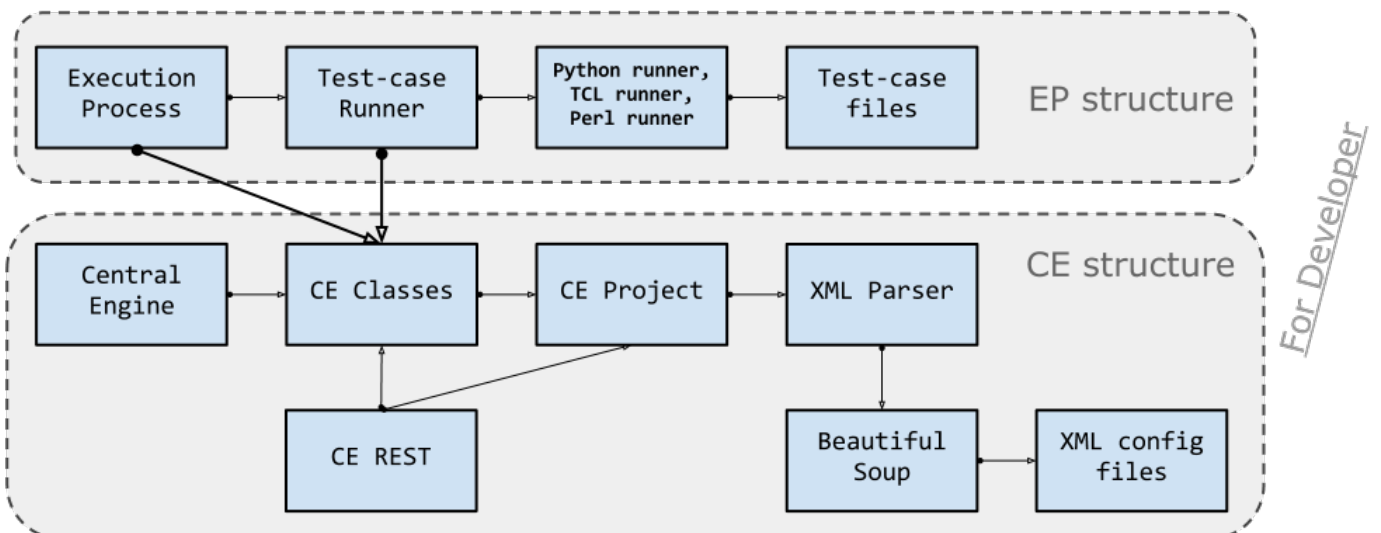 Execution
Process
Test-case
Runner
Python runner,
TCL runner,
Perl runner
Test-case
files
EP structure
For Developer
Central
Engine
CE Classes
CE Project
XML Parser
CE structure
CE REST
Beautiful
Soup
XML config
files